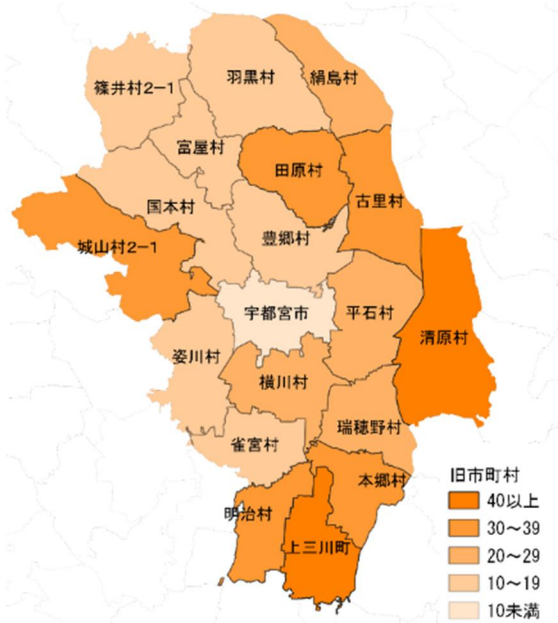 羽黒村
絹島村
篠井村2−1
富屋村
田原村
国本村
古里村
豊郷村
城山村2−1
宇都宮市
平石村
清原村
姿川村
横川村
瑞穂野村
雀宮村
本郷村
明治村
上三川町
旧市町村
40以上
30～39
20～29
10～19
10未満